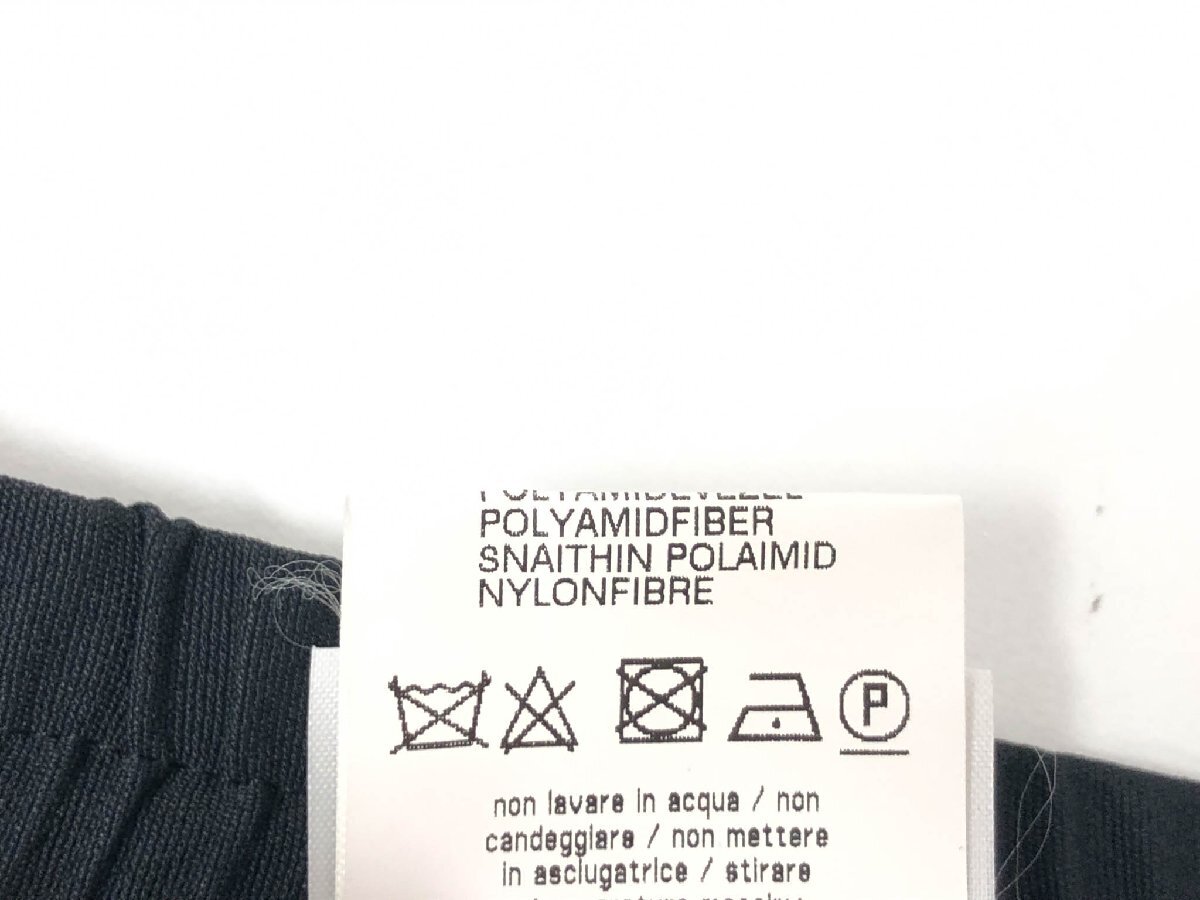 POLYAMIDFIBER
SNAITHIN POLAIMID
NYLONFIBRE
P
non lavare in acqua / non
candeggiare / non mettere
in asciugatrice / stirare